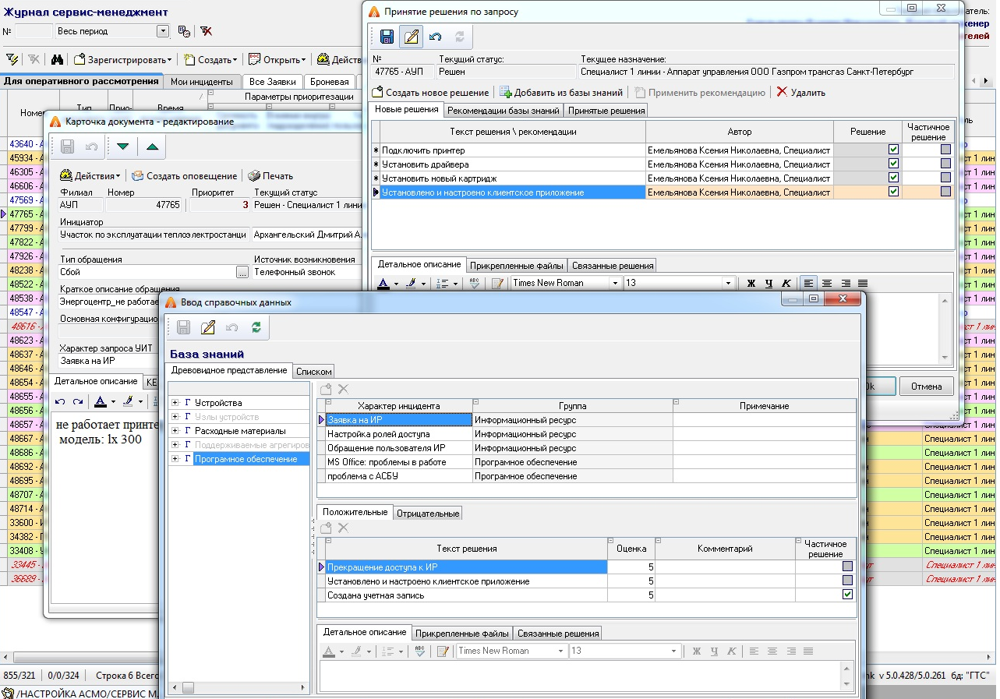 Журнал сервис-менеджмент
№ Весь период
Зарегистрировать Создать Открыть Действ
Для оперативного рассмотрения Мои инциденты Все Заявки Броневая
Параметры приоритезации
Номе Тип Прио- Время
43640 - А
45934 - А
46305 - А
46606 - А
47569 - А
47765 - А
47799 - А
47822 - А
47926 - А
48238 - А
48522 - А
48538 - А
48547 - А
48616 - А
48623 - А
48637 - А
48646 - А
48654 - А
48655 - А
48656 - А
48657 - А
48667 - А
48686 - А
48692 - А
48695 - А
48707 - А
48714 - А
33600 - И
34382 - Г
33408 - У
33445 -
36689 -
855/321 0/0/324 Строка 6 Всего
/НАСТРОЙКА АСМО/СЕРВИС М
Карточка документа - редактирование
Действия Создать оповещение Печать
Филиал Номер Приоритет Текущий статус
АУП 47765 3 Решен - Специалист 1 лини
Инициатор
Участок по эксплуатации теплоэлектростанци Архангельский Дмитрий А.
Тип обращения Источник возникновения
Сбой ... Телефонный звонок
Краткое описание обращения
Энергоцентр_не работае
Основная конфигурацио
Характер запроса УИТ
Заявка на ИР
Детальное описание КЕ
не работает принте
модель: lx 300
Принятие решения по запросу
№ Текущий статус: Текущее назначение:
47765 - АУП Решен Специалист 1 линии - Аппарат управления ООО Газпром трансгаз Санкт-Петербург
Создать новое решение Добавить из базы знаний Применить рекомендацию Удалить
Новые решения Рекомендации базы знаний Принятые решения
Текст решения \ рекомендации Автор Решение Частичное решение
Подключить принтер Емельянова Ксения Николаевна, Специалист
Установить драйвера Емельянова Ксения Николаевна, Специалист
Установить новый картридж Емельянова Ксения Николаевна, Специалист
Установлено и настроено клиентское приложение Емельянова Ксения Николаевна, Специалист
Детальное описание Прикрепленные файлы Связанные решения
Times New Roman 13 Ж Ч К
Ok Отмена
Ввод справочных данных
База знаний
Древовидное представление Списком
Г Устройства
Г Узлы устройств
Г Расходные материалы
Г Поддерживаемые агрегиров
Г Програмное обеспечение
Характер инцидента Группа Примечание
Заявка на ИР Информационный ресурс
Настройка ролей доступа Информационный ресурс
Обращение пользователя ИР Информационный ресурс
MS Office: проблемы в работе Програмное обеспечение
проблема с АСБУ Програмное обеспечение
Положительные Отрицательные
Текст решения Оценка Комментарий Частичное решение
Прекращение доступа к ИР 5
Установлено и настроено клиентское приложение 5
Создана учетная запись 5
Детальное описание Прикрепленные файлы Связанные решения
Times New Roman 13 Ж Ч К
атель:
женер
ателей
Специалист 1 лин
Специалист 1 лин
Специалист 1 лин
Специалист 1 лин
Специалист 1 лин
Специалист 1 лин
Специалист 1 лин
Специалист 1 лин
Специалист 1 лин
Специалист 1 лин
Специалист 1 лин
Специалист 1 лин
v 5.0.428/5.0.261 бд: "ГТС"